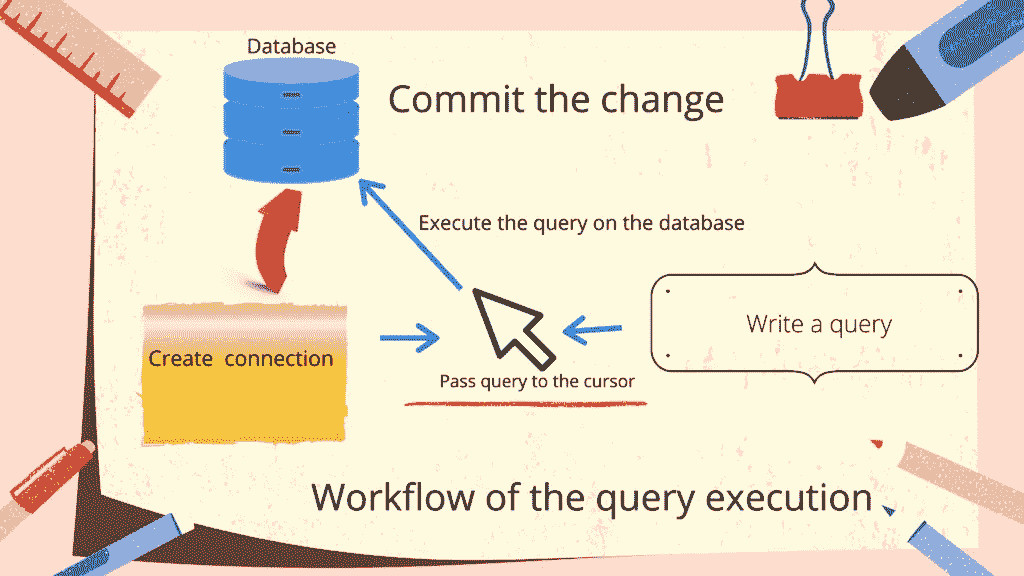 Database
Commit the change
Execute the query on the database
Write a query
Create connection
Pass query to the cursor
Workflow of the query execution